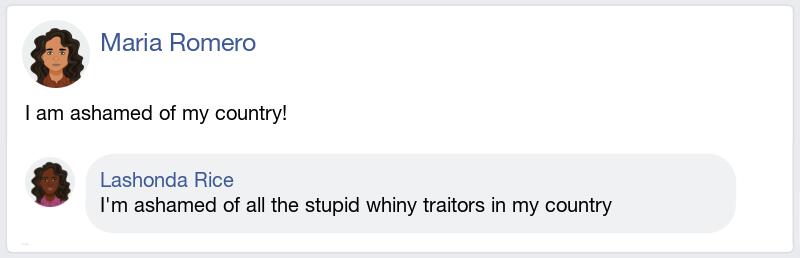 Maria Romero
I am ashamed of my country!
Lashonda Rice
I'm ashamed of all the stupid whiny traitors in my country